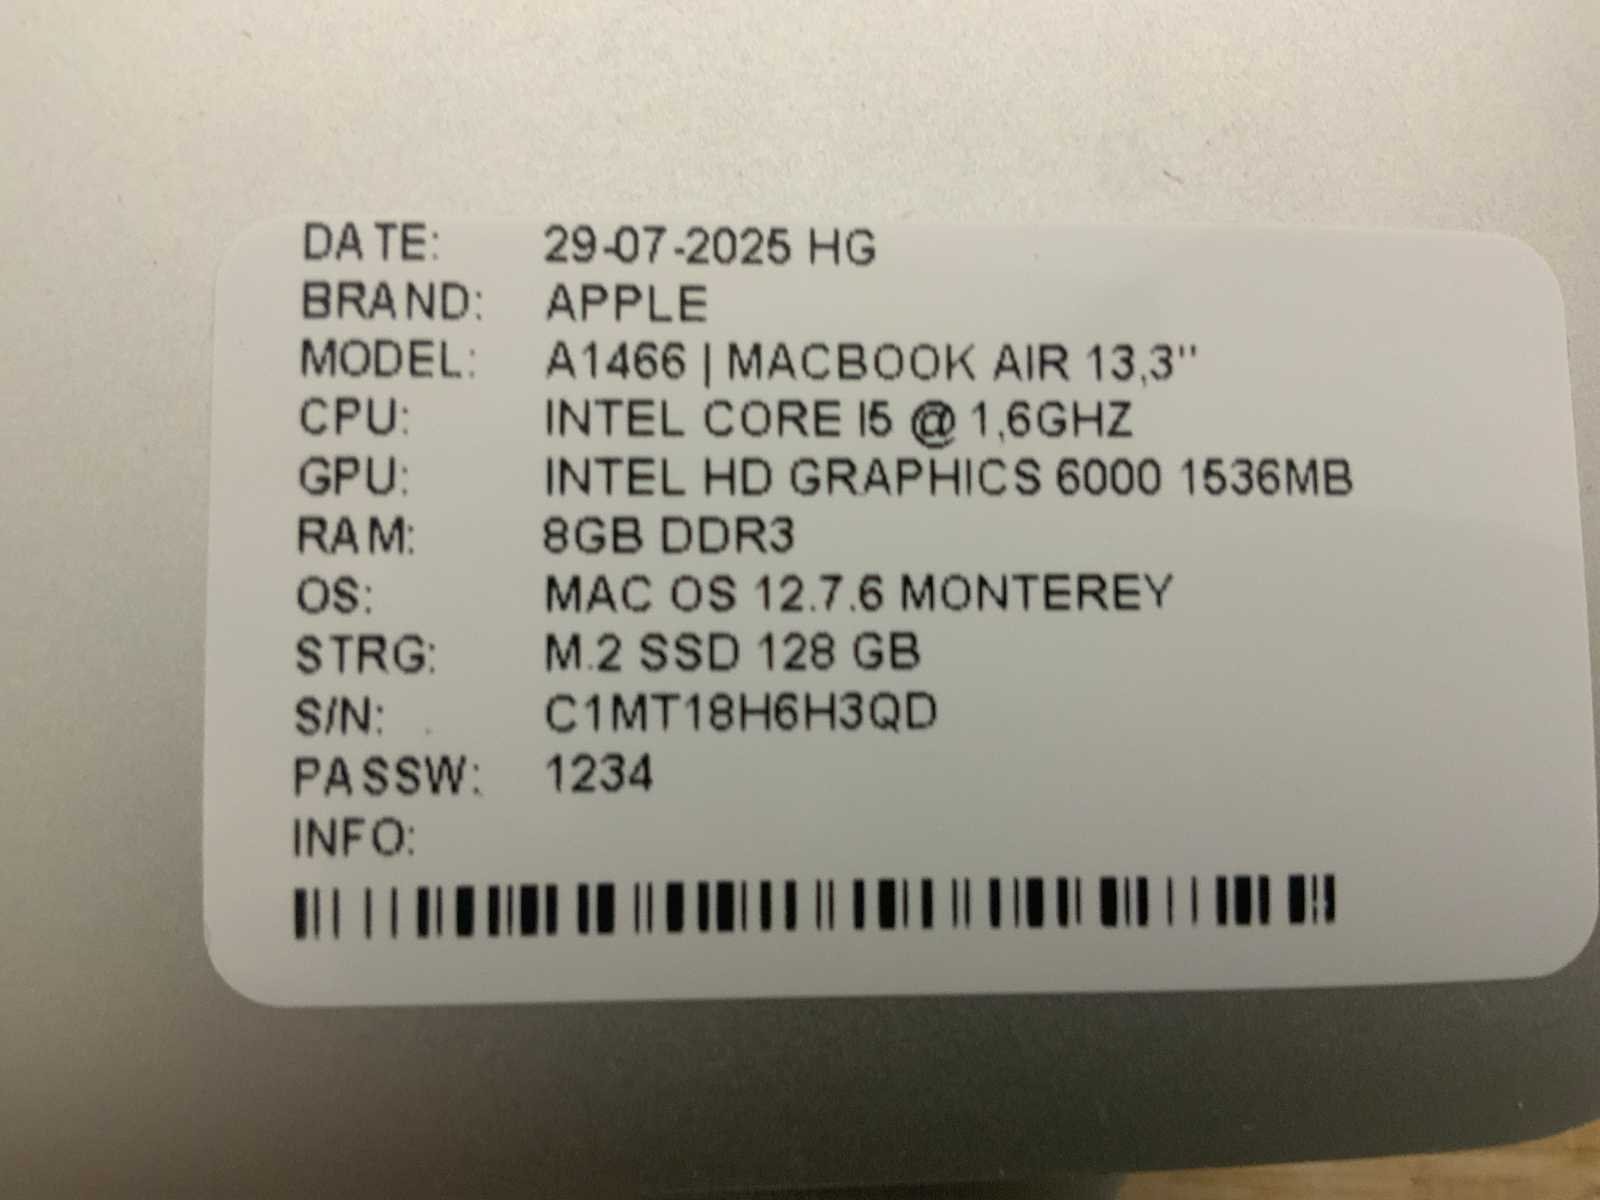 DATE: 29-07-2025 HG
BRAND: APPLE
MODEL: A1466 | MACBOOK AIR 13,3"
CPU: INTEL CORE I5 @ 1,6GHZ
GPU: INTEL HD GRAPHICS 6000 1536MB
RAM: 8GB DDR3
OS: MAC OS 12.7.6 MONTEREY
STRG: M.2 SSD 128 GB
S/N: C1MT18H6H3QD
PASSW: 1234
INFO: